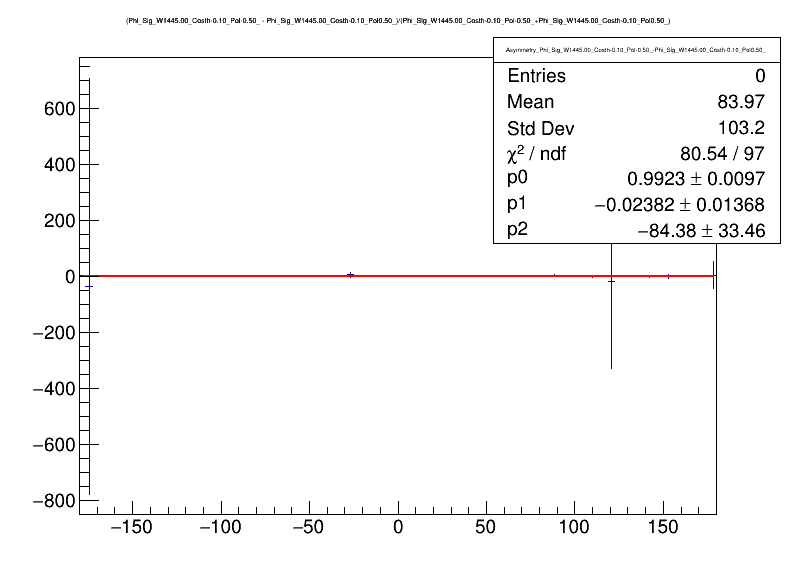 (Phi_Sig_W1445.00_Costh-0.10_Pol-0.50_ - Phi_Sig_W1445.00_Costh-0.10_Pol0.50_)/(Phi_Sig_W1445.00_Costh-0.10_Pol-0.50_+Phi_Sig_W1445.00_Costh-0.10_Pol0.50_)
Asymmetry_Phi_Sig_W1445.00_Costh-0.10_Pol-0.50_-Phi_Sig_W1445.00_Costh-0.10_Pol0.50_
Entries 0
Mean 83.97
Std Dev 103.2
χ² / ndf 80.54 / 97
p0 0.9923 ± 0.0097
p1 −0.02382 ± 0.01368
p2 −84.38 ± 33.46
600
400
200
0
−200
−400
−600
−800
−150 −100 −50 0 50 100 150